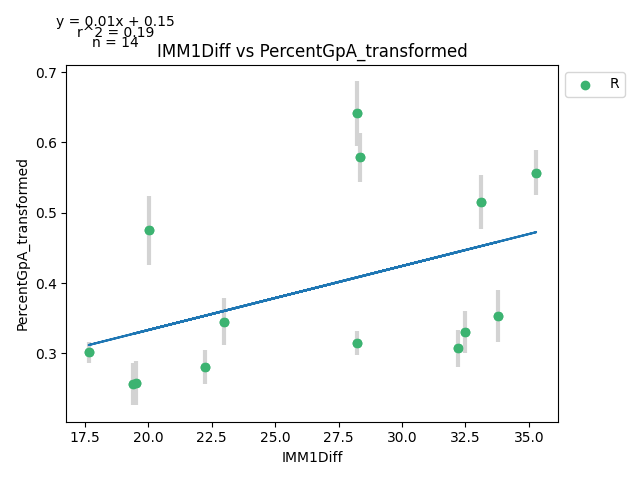 y = 0.01x + 0.15
r^2 = 0.19
n = 14
IMM1Diff vs PercentGpA_transformed
R
PercentGpA_transformed
0.7
0.6
0.5
0.4
0.3
17.5 20.0 22.5 25.0 27.5 30.0 32.5 35.0
IMM1Diff